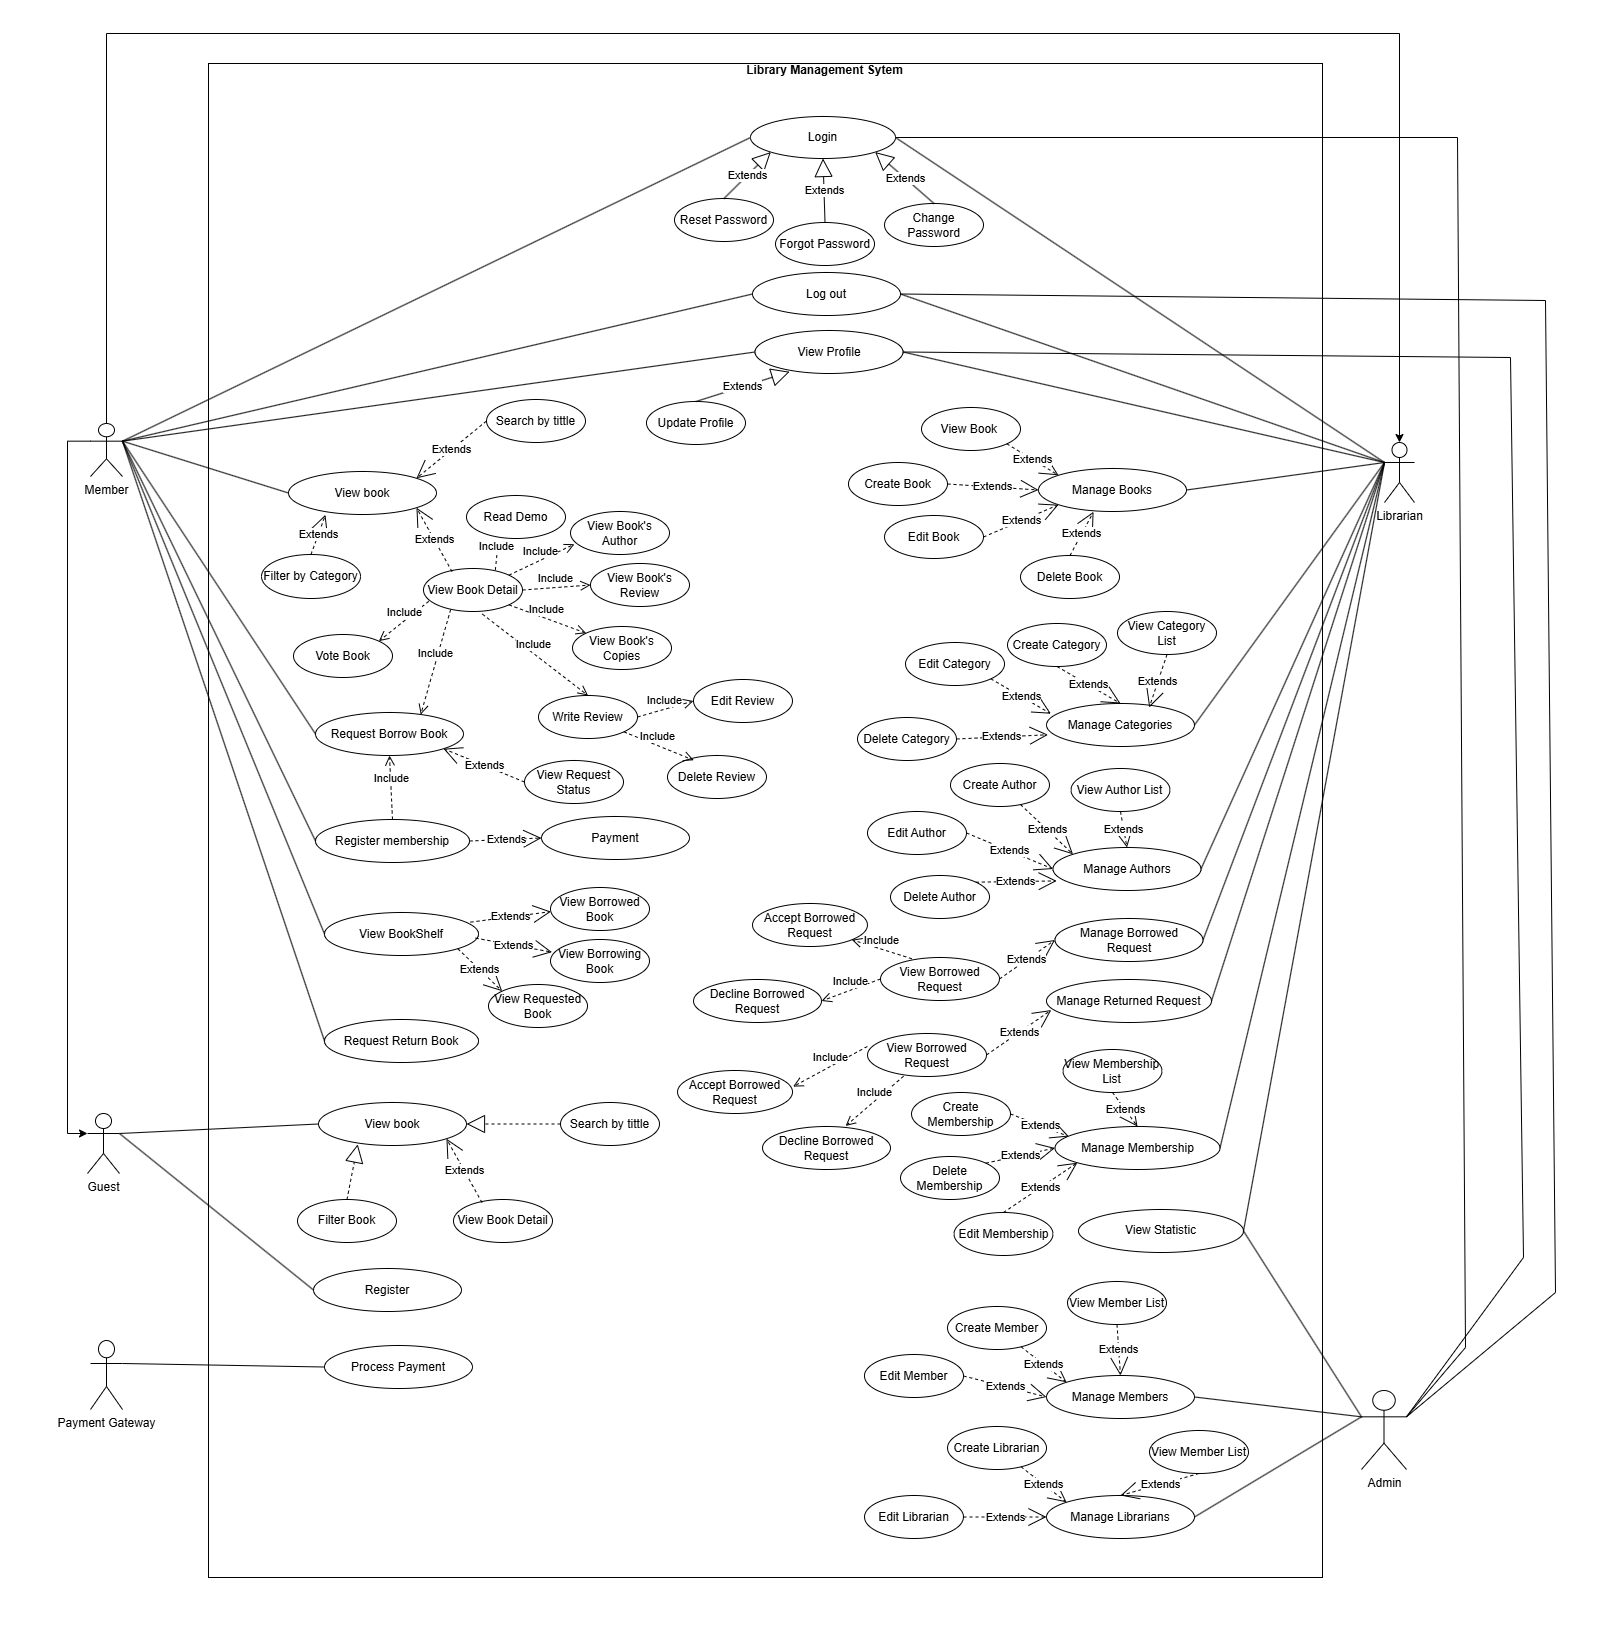 Library Management Sytem
Login
Extends
Extends
Extends
Reset Password
Forgot Password
Change
Password
Log out
View Profile
Extends
Update Profile
Member
Librarian
Search by tittle
Extends
View book
Extends
Filter by Category
Extends
Read Demo
Include
View Book's
Author
Include
View Book Detail
Include
View Book's
Review
Include
Vote Book
Include
View Book's
Copies
Include
Include
Write Review
Include
Edit Review
Include
Delete Review
Request Borrow Book
Extends
View Request
Status
Include
Register membership
Extends
Payment
View BookShelf
Extends
View Borrowed
Book
Extends
View Borrowing
Book
Extends
View Requested
Book
Request Return Book
View Book
Extends
Create Book
Extends
Manage Books
Edit Book
Extends
Extends
Delete Book
View Category
List
Create Category
Edit Category
Extends
Extends
Extends
Manage Categories
Delete Category
Extends
Create Author
View Author List
Edit Author
Extends
Extends
Extends
Manage Authors
Extends
Delete Author
Accept Borrowed
Request
Include
View Borrowed
Request
Extends
Manage Borrowed
Request
Decline Borrowed
Request
Include
Manage Returned Request
View Borrowed
Request
Extends
Include
Accept Borrowed
Request
Include
Decline Borrowed
Request
View Membership
List
Create
Membership
Extends
Extends
Manage Membership
Delete
Membership
Extends
Extends
Edit Membership
View Statistic
Guest
View book
Search by tittle
Filter Book
Extends
View Book Detail
Register
Payment Gateway
Process Payment
View Member List
Create Member
Extends
Extends
Edit Member
Extends
Manage Members
Admin
Create Librarian
View Member List
Extends
Extends
Edit Librarian
Extends
Manage Librarians